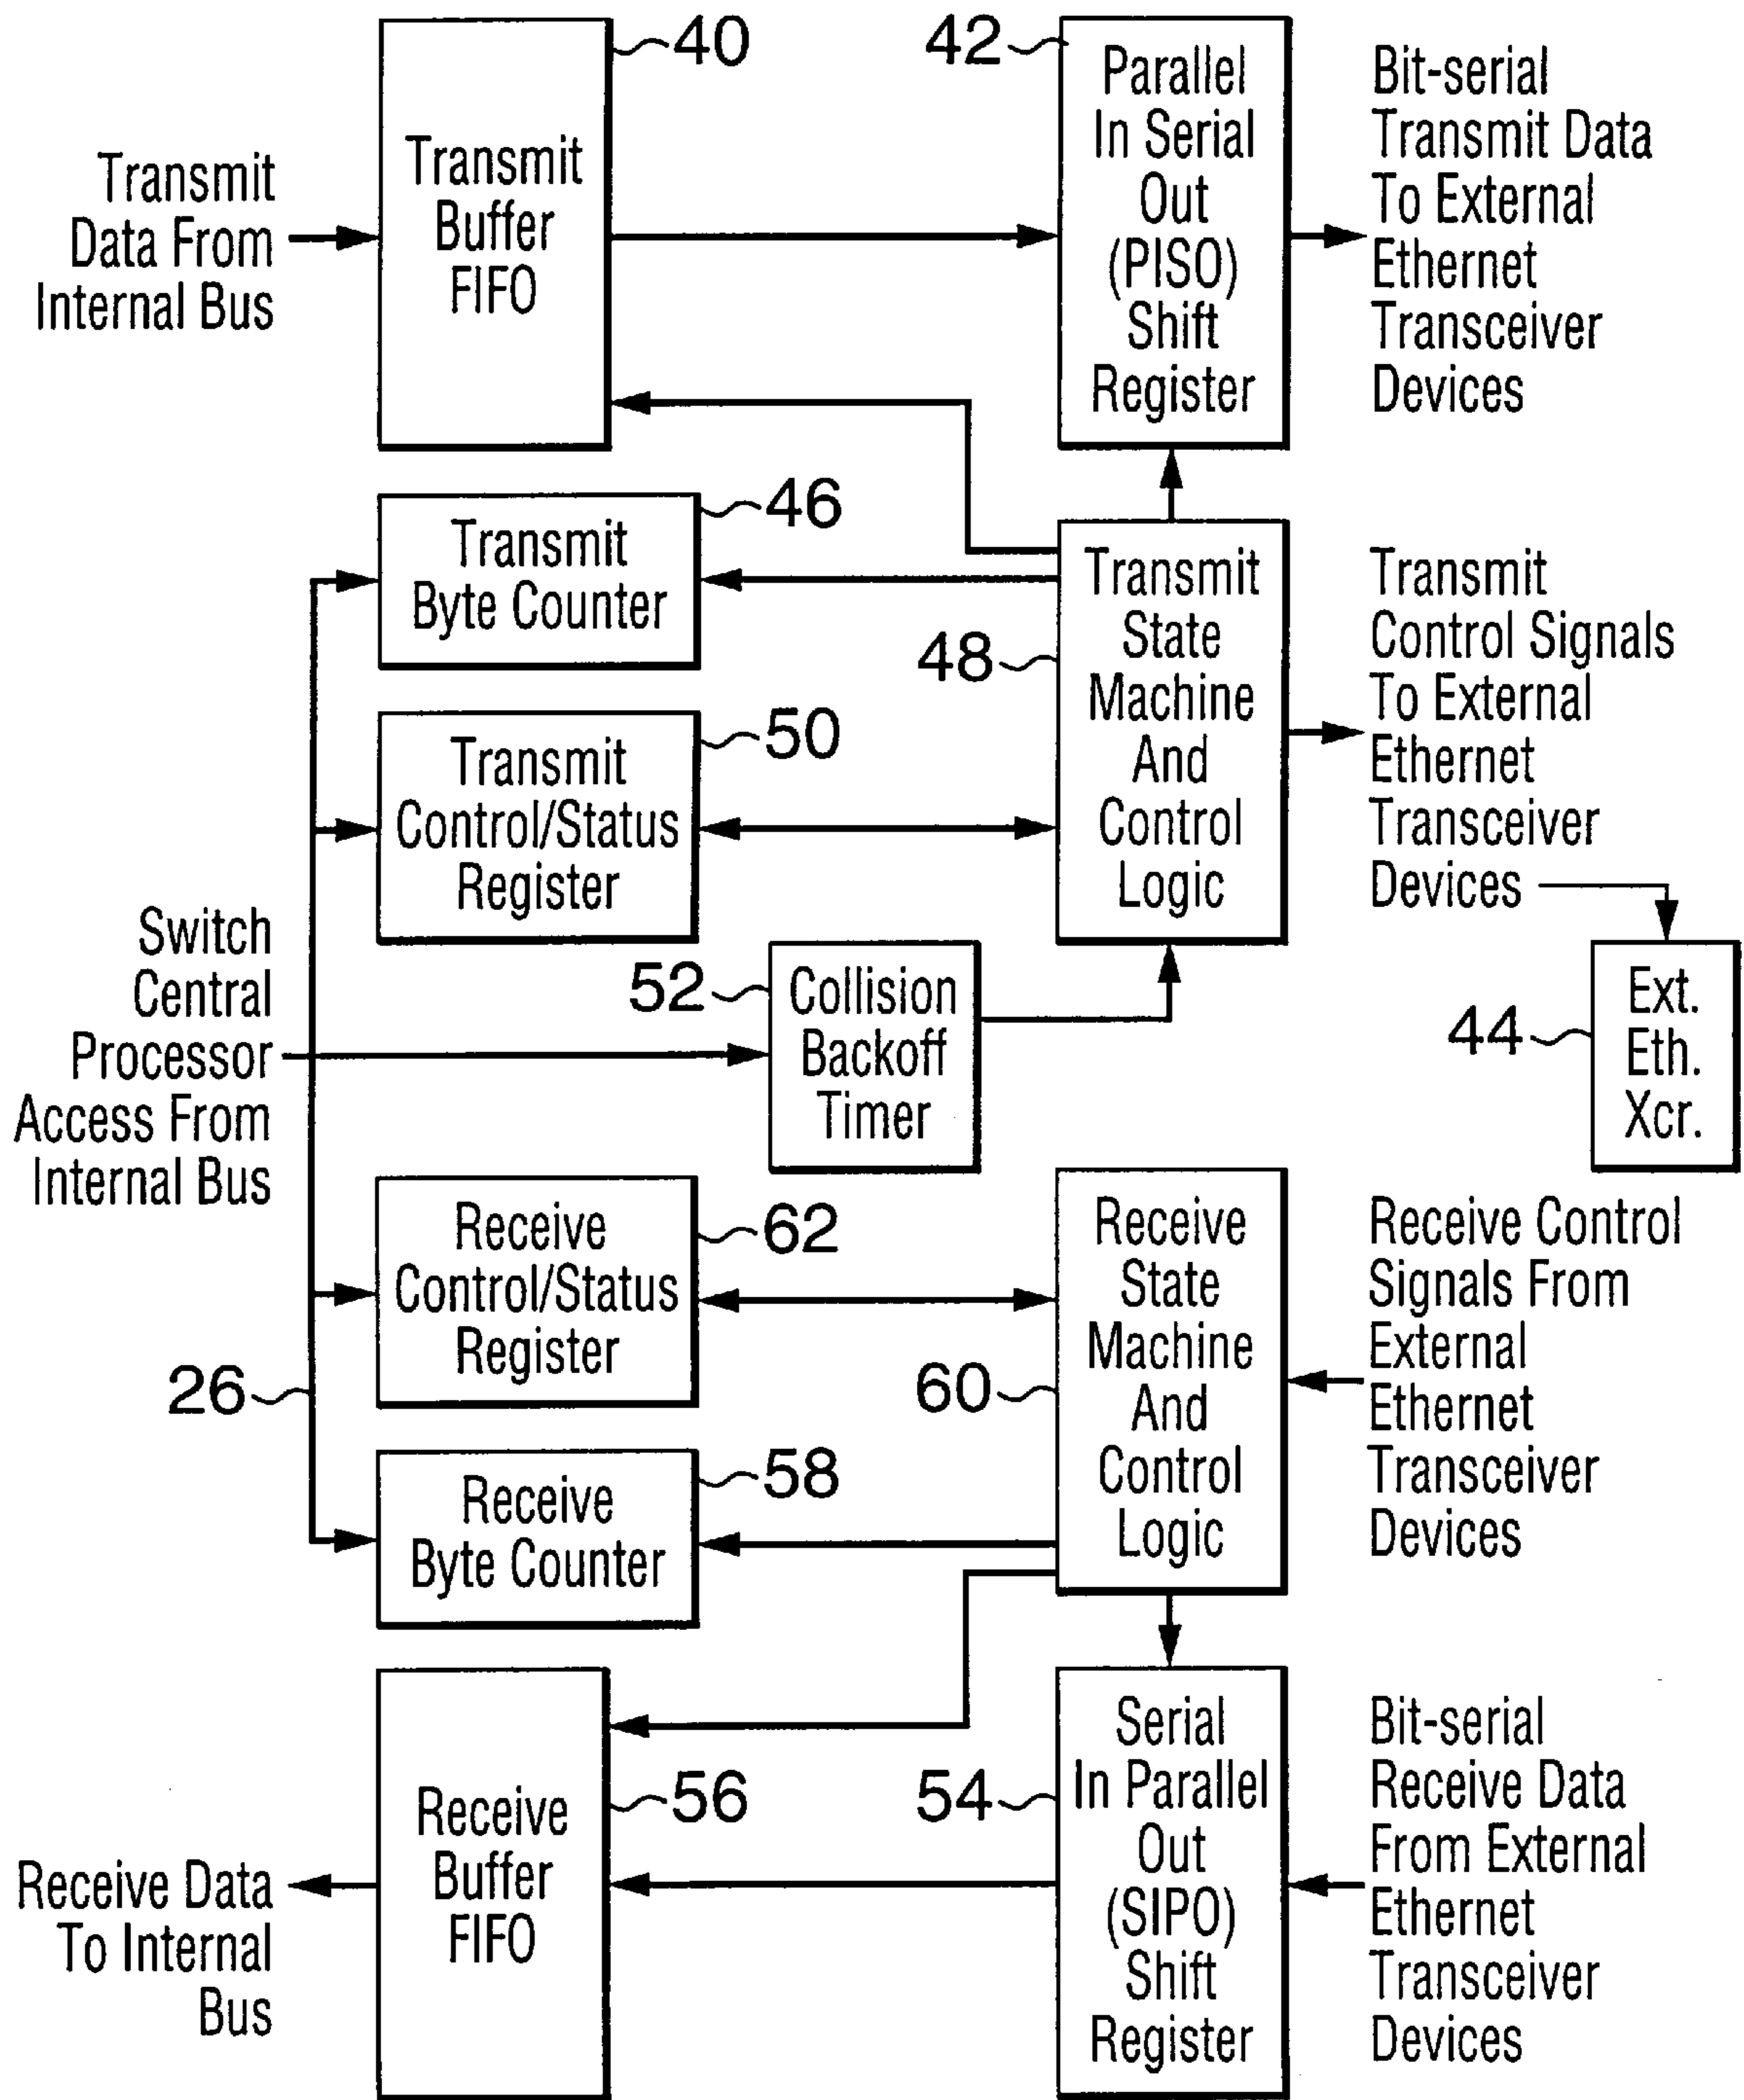 40
42
Transmit
Data From
Internal Bus
Transmit
Buffer
FIFO
Parallel
In Serial
Out
(PISO)
Shift
Register
Bit-serial
Transmit Data
To External
Ethernet
Transceiver
Devices
46
Transmit
Byte Counter
48
Transmit
State
Machine
And
Control
Logic
Transmit
Control Signals
To External
Ethernet
Transceiver
Devices
50
Transmit
Control/Status
Register
Switch
Central
Processor
Access From
Internal Bus
52
Collision
Backoff
Timer
44
Ext.
Eth.
Xcr.
62
Receive
Control/Status
Register
26
60
Receive
State
Machine
And
Control
Logic
Receive Control
Signals From
External
Ethernet
Transceiver
Devices
58
Receive
Byte Counter
Receive Data
To Internal
Bus
56
Receive
Buffer
FIFO
54
Serial
In Parallel
Out
(SIPO)
Shift
Register
Bit-serial
Receive Data
From External
Ethernet
Transceiver
Devices